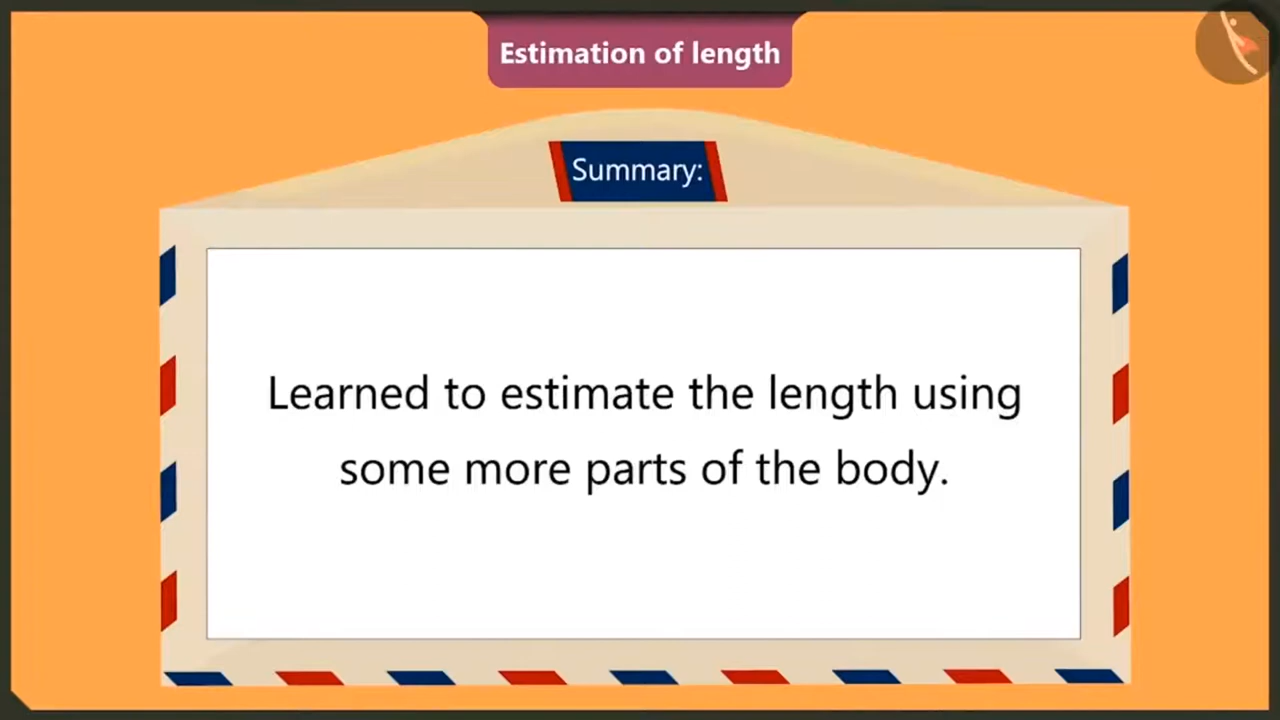 Estimation of length
Summary:
Learned to estimate the length using
some more parts of the body.